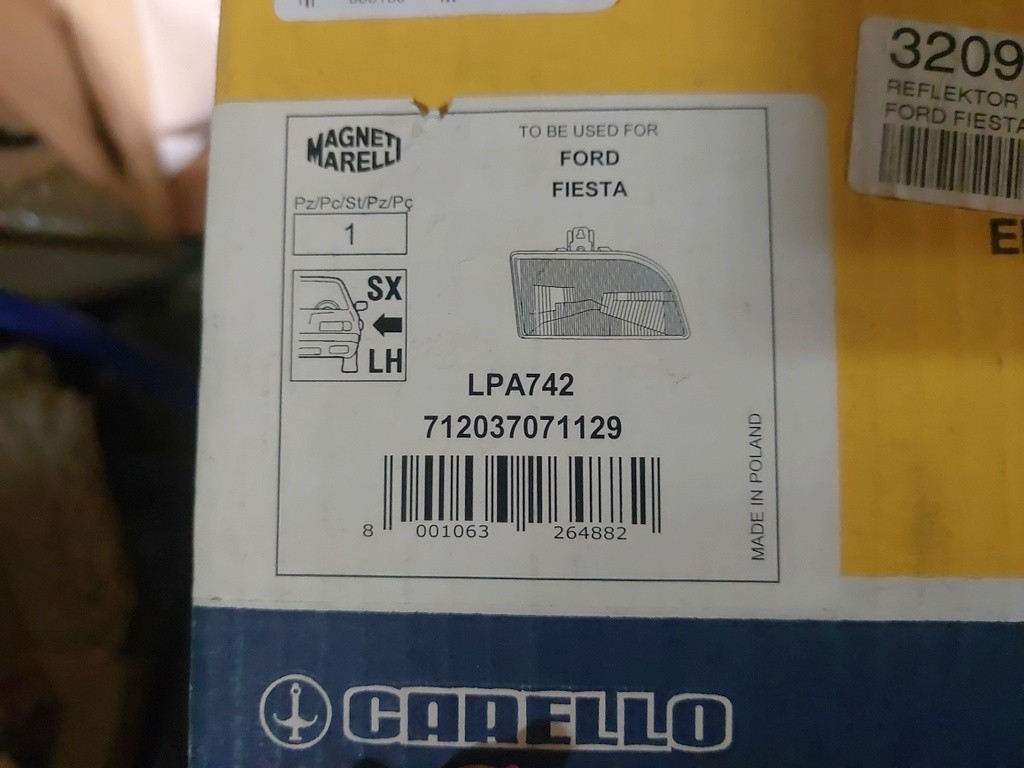 3209
REFLEKTOR
FORD FIESTA
MAGNETI
MARELLI
TO BE USED FOR
FORD
FIESTA
Pz/Pc/St/Pz/Pç
1
SX
LH
LPA742
712037071129
8 001063 264882
MADE IN POLAND
CARELLO